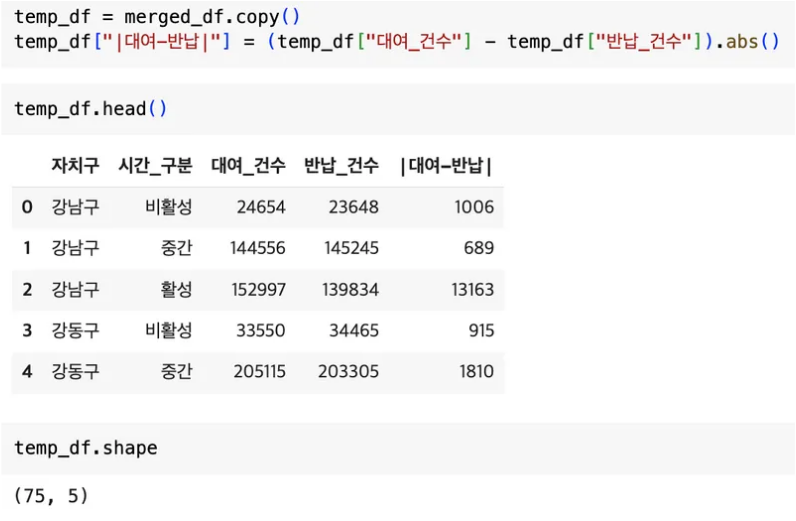 temp_df = merged_df.copy()
temp_df["|대여-반납|"] = (temp_df["대여_건수"] - temp_df["반납_건수"]).abs()
temp_df.head()
자치구 시간_구분 대여_건수 반납_건수 |대여-반납|
0 강남구 비활성 24654 23648 1006
1 강남구 중간 144556 145245 689
2 강남구 활성 152997 139834 13163
3 강동구 비활성 33550 34465 915
4 강동구 중간 205115 203305 1810
temp_df.shape
(75, 5)